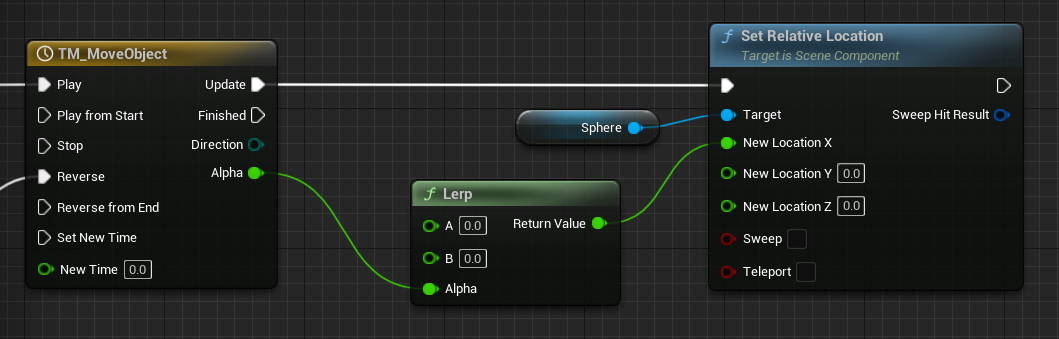 TM_MoveObject
Play
Update
Play from Start
Finished
Stop
Direction
Reverse
Alpha
Reverse from End
Set New Time
New Time 0.0
Sphere
f Lerp
A 0.0
Return Value
B 0.0
Alpha
f Set Relative Location
Target is Scene Component
Target
Sweep Hit Result
New Location X
New Location Y 0.0
New Location Z 0.0
Sweep
Teleport